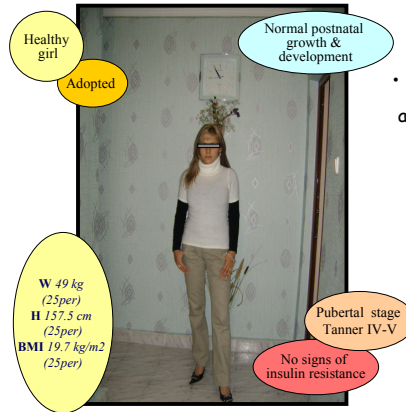 Healthy
girl
Adopted
Normal postnatal
growth &
development
W 49 kg
(25per)
H 157.5 cm
(25per)
BMI 19.7 kg/m2
(25per)
Pubertal stage
Tanner IV-V
No signs of
insulin resistance